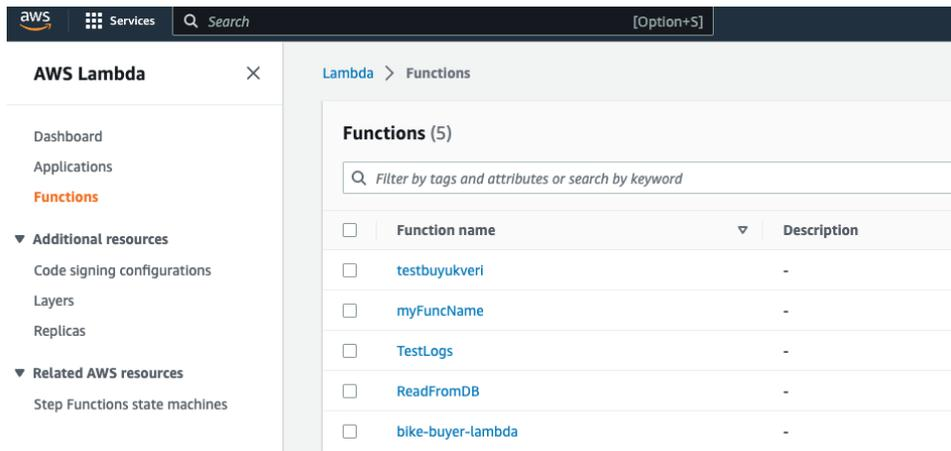 aws Services Search [Option+S]
AWS Lambda
Dashboard
Applications
Functions
Additional resources
Code signing configurations
Layers
Replicas
Related AWS resources
Step Functions state machines
Lambda Functions
Functions (5)
Filter by tags and attributes or search by keyword
Function name Description
testbuyukveri -
myFuncName -
TestLogs -
ReadFromDB -
bike-buyer-lambda -